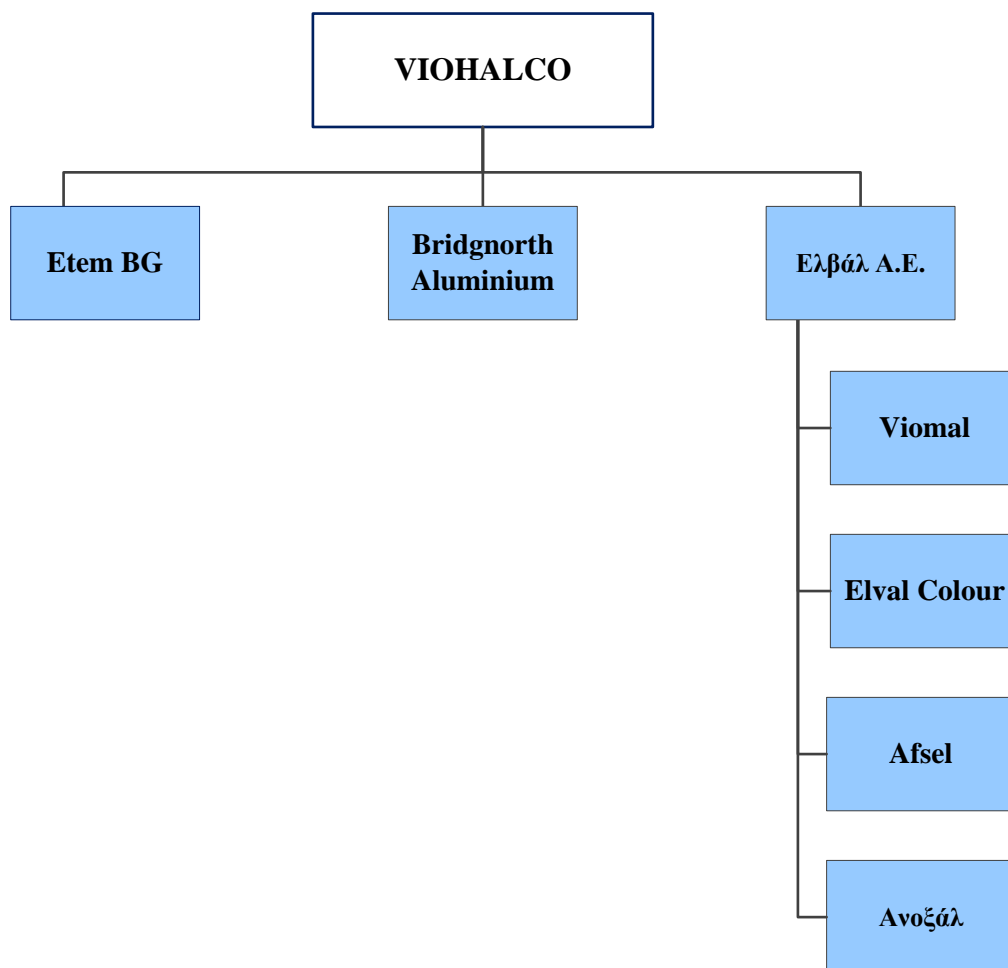 VIOHALCO
Etem BG
Bridgnorth
Aluminium
Ελβάλ Α.Ε.
Viomal
Elval Colour
Afsel
Ανοξάλ